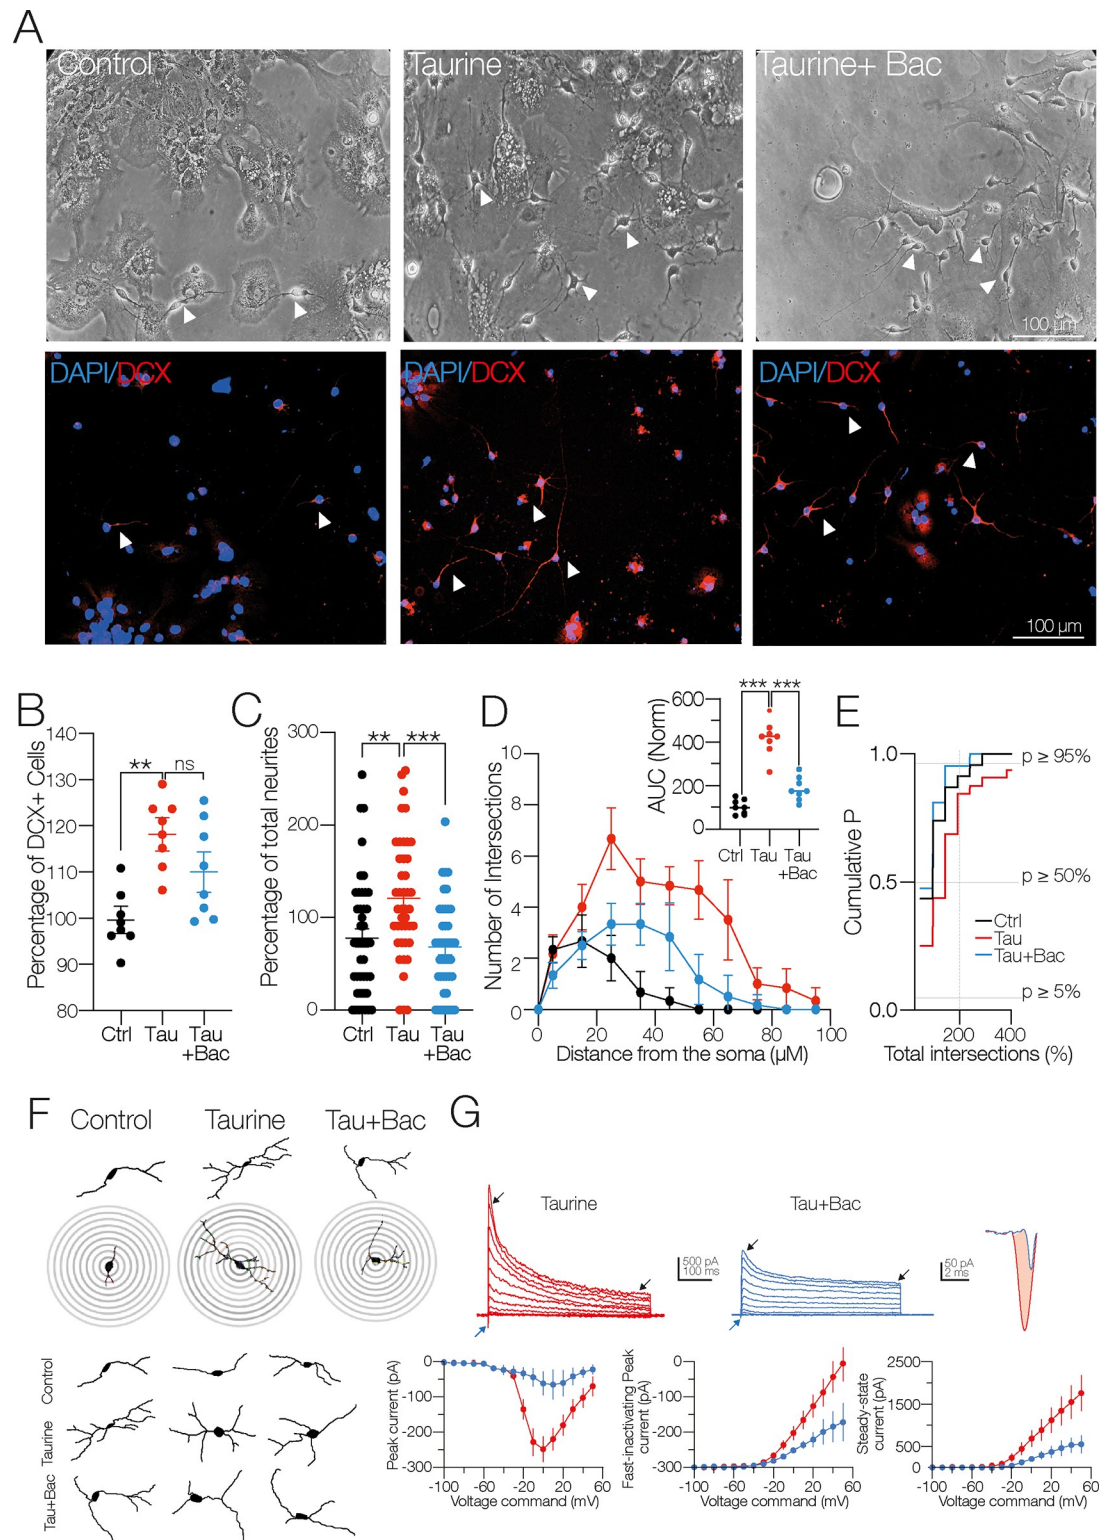 A
Control
Taurine
Taurine+ Bac
100 µm
DAPI/DCX
DAPI/DCX
DAPI/DCX
100 µm
B
Percentage of DCX+ Cells
140
130
120
110
100
90
80
**
ns
Ctrl
Tau
Tau
+Bac
C
Percentage of total neurites
300
200
100
0
**
***
Ctrl
Tau
Tau
+Bac
D
Number of Intersections
10
8
6
4
2
0
0
20
40
60
80
100
Distance from the soma (µM)
AUC (Norm)
600
400
200
0
***
***
Ctrl
Tau
Tau
+Bac
E
Cumulative P
1.0
0.5
0.0
p ≥ 95%
p ≥ 50%
p ≥ 5%
Ctrl
Tau
Tau+Bac
200
400
Total intersections (%)
F
Control
Taurine
Tau+Bac
Control
Taurine
Tau+Bac
G
Taurine
500 pA
100 ms
Tau+Bac
50 pA
2 ms
Peak current (pA)
0
-100
-200
-300
-100
-60
-20
20
60
Voltage command (mV)
Fast-inactivating Peak
current (pA)
0
-100
-200
-300
-100
-60
-20
20
60
Voltage command (mV)
Steady-state
current (pA)
2500
1500
500
0
-100
-60
-20
20
60
Voltage command (mV)